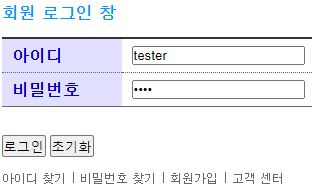 회원 로그인 창
아이디 tester
비밀번호 ••••
로그인 초기화
아이디 찾기 | 비밀번호 찾기 | 회원가입 | 고객 센터